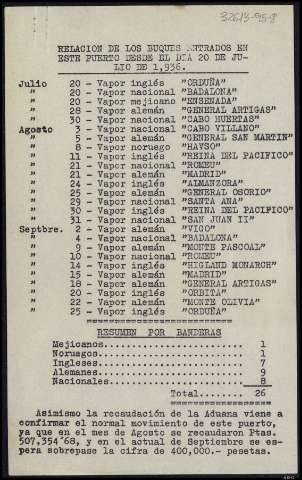 32613-95-8
RELACION DE LOS BUQUES ENTRADOS EN
ESTE PUERTO DESDE EL DIA 20 DE JU-
LIO DE 1,936.
Julio 20 - Vapor inglés "ORDUÑA"
" 20 - Vapor nacional "BADALONA"
" 20 - Vapor mejicano "ENSENADA"
" 28 - Vapor alemán "GENERAL ARTIGAS"
" 30 - Vapor nacional "CABO HUERTAS"
Agosto 3 - Vapor nacional "CABO VILLANO"
" 5 - Vapor alemán "GENERAL SAN MARTIN"
" 8 - Vapor noruego "HAVSO"
" 11 - Vapor inglés "REINA DEL PACIFICO"
" 21 - Vapor nacional "ROMEU"
" 21 - Vapor alemán "MADRID"
" 24 - Vapor inglés "ALMANZORA"
" 25 - Vapor alemán "GENERAL OSORIO"
" 29 - Vapor nacional "SANTA ANA"
" 30 - Vapor inglés "REINA DEL PACIFICO"
" 31 - Vapor nacional "SAN JUAN II"
Septbre. 2 - Vapor alemán "VIGO"
" 4 - Vapor nacional "BADALONA"
" 9 - Vapor alemán "MONTE PASCOAL"
" 10 - Vapor nacional "ROMEU"
" 14 - Vapor inglés "HIGLAND MONARCH"
" 15 - Vapor alemán "MADRID"
" 18 - Vapor alemán "GENERAL ARTIGAS"
" 20 - Vapor inglés "ORBITA"
" 22 - Vapor alemán "MONTE OLIVIA"
" 25 - Vapor inglés "ORDUÑA"
RESUMEN POR BANDERAS
Mejicanos........................ 1
Noruegos......................... 1
Ingleses......................... 7
Alemanes......................... 9
Nacionales....................... 8
Total.... 26
Asimismo la recaudación de la Aduana viene a
confirmar el normal movimiento de este puerto,
ya que en el mes de Agosto se recaudaron Ptas.
507,354'68, y en el actual de Septiembre se es-
pera sobrepase la cifra de 400,000.- pesetas.